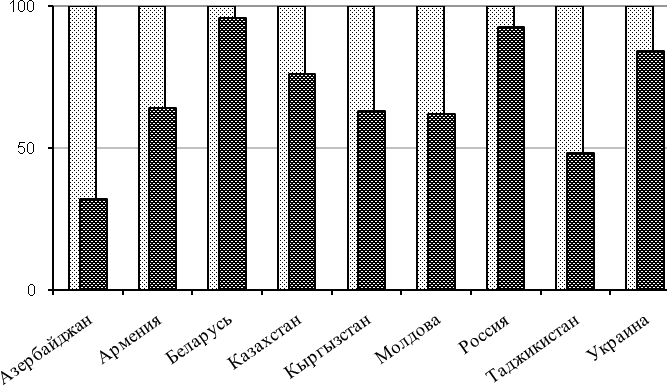 100
50
0
Азербайджан
Армения
Беларусь
Казахстан
Кыргызстан
Молдова
Россия
Таджикистан
Украина